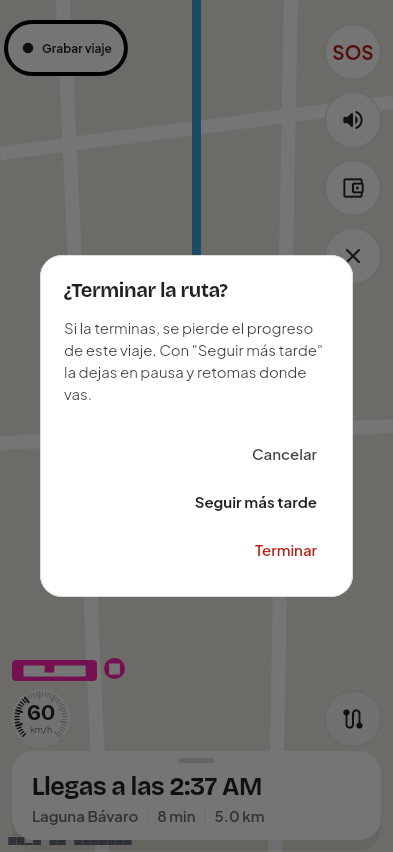 Grabar viaje
SOS
¿Terminar la ruta?
Si la terminas, se pierde el progreso
de este viaje. Con "Seguir más tarde"
la dejas en pausa y retomas donde
vas.
Cancelar
Seguir más tarde
Terminar
60
km/h
Llegas a las 2:37 AM
Laguna Bávaro 8 min 5.0 km